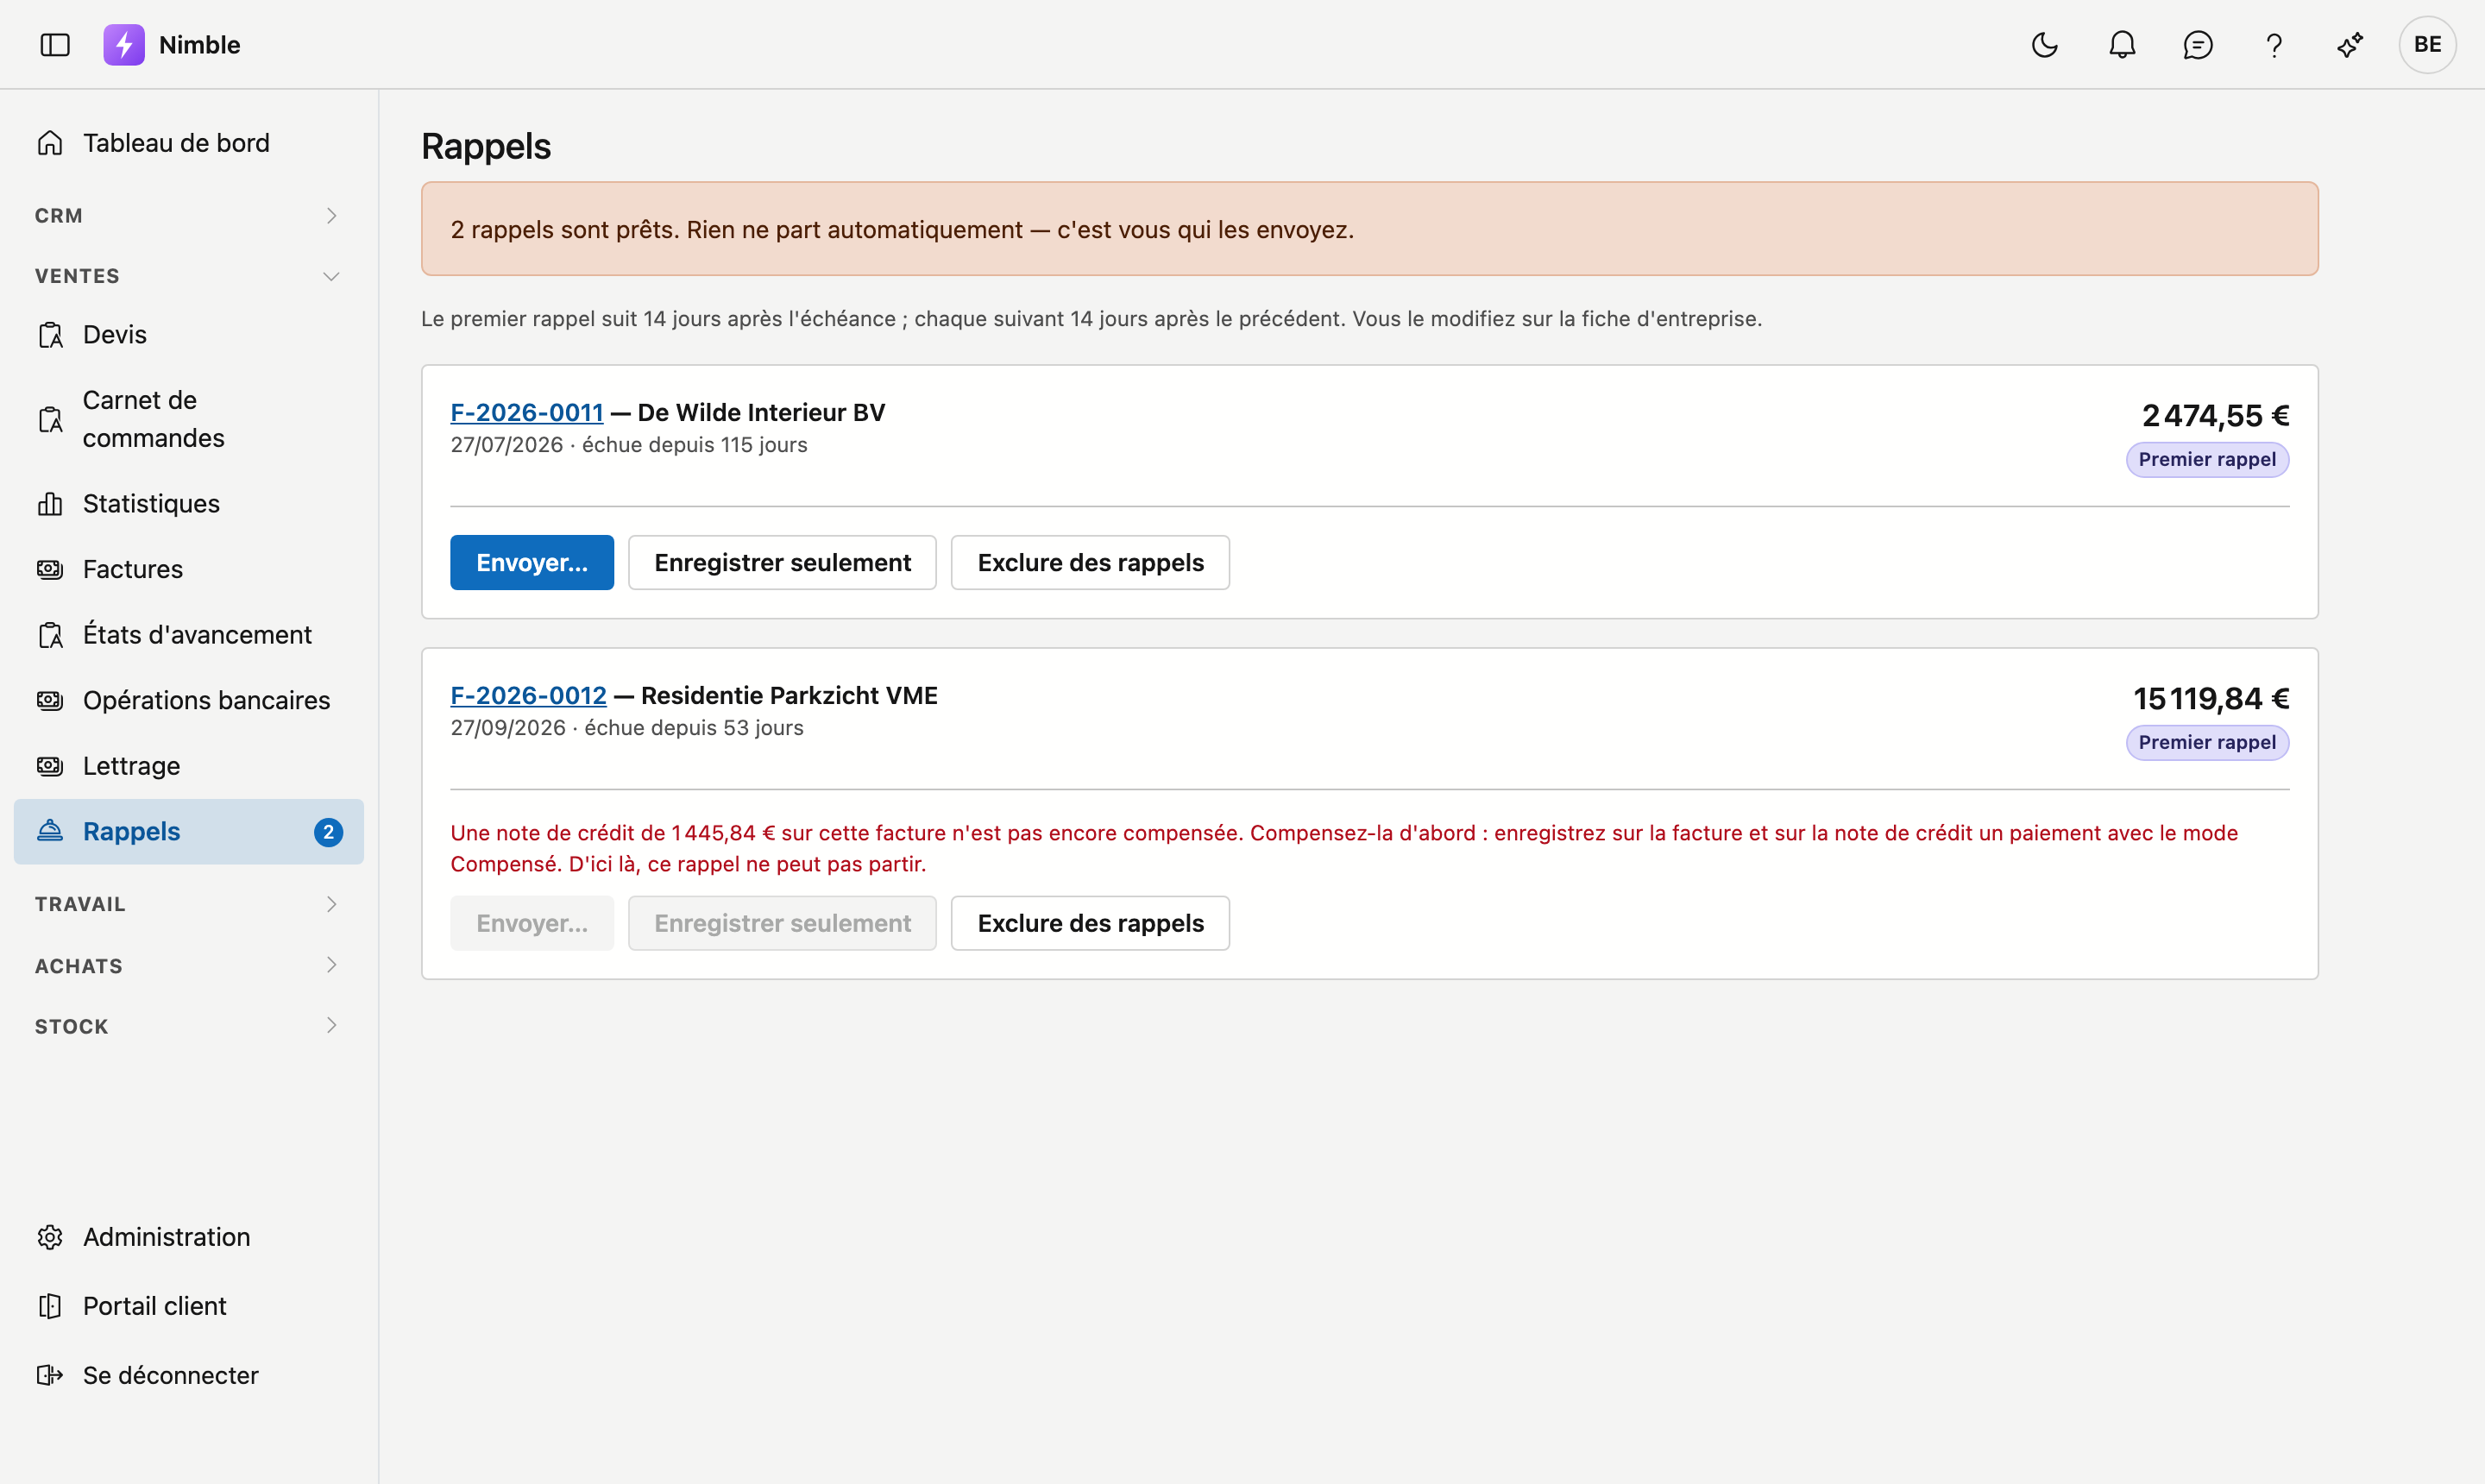 Nimble
BE
Tableau de bord
CRM
VENTES
Devis
Carnet de
commandes
Statistiques
Factures
États d'avancement
Opérations bancaires
Lettrage
Rappels
2
TRAVAIL
ACHATS
STOCK
Administration
Portail client
Se déconnecter
Rappels
2 rappels sont prêts. Rien ne part automatiquement — c'est vous qui les envoyez.
Le premier rappel suit 14 jours après l'échéance ; chaque suivant 14 jours après le précédent. Vous le modifiez sur la fiche d'entreprise.
F-2026-0011 — De Wilde Interieur BV
2 474,55 €
27/07/2026 · échue depuis 115 jours
Premier rappel
Envoyer...
Enregistrer seulement
Exclure des rappels
F-2026-0012 — Residentie Parkzicht VME
15 119,84 €
27/09/2026 · échue depuis 53 jours
Premier rappel
Une note de crédit de 1 445,84 € sur cette facture n'est pas encore compensée. Compensez-la d'abord : enregistrez sur la facture et sur la note de crédit un paiement avec le mode
Compensé. D'ici là, ce rappel ne peut pas partir.
Envoyer...
Enregistrer seulement
Exclure des rappels